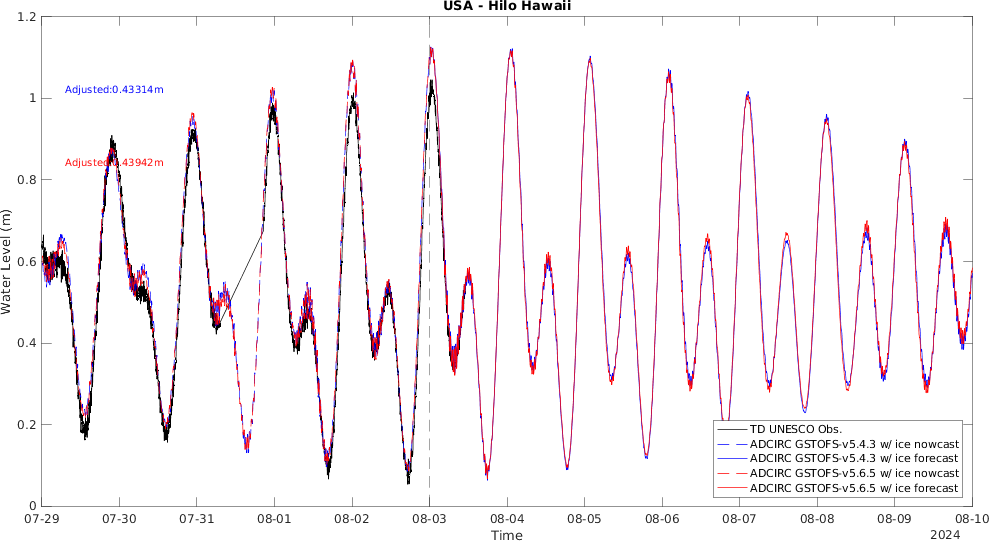 USA - Hilo Hawaii
1.2
1
0.8
0.6
0.4
0.2
0
Water Level (m)
Adjusted:0.43314m
Adjusted:0.43942m
TD UNESCO Obs.
ADCIRC GSTOFS-v5.4.3 w/ ice nowcast
ADCIRC GSTOFS-v5.4.3 w/ ice forecast
ADCIRC GSTOFS-v5.6.5 w/ ice nowcast
ADCIRC GSTOFS-v5.6.5 w/ ice forecast
07-29 07-30 07-31 08-01 08-02 08-03 08-04 08-05 08-06 08-07 08-08 08-09 08-10
Time
2024